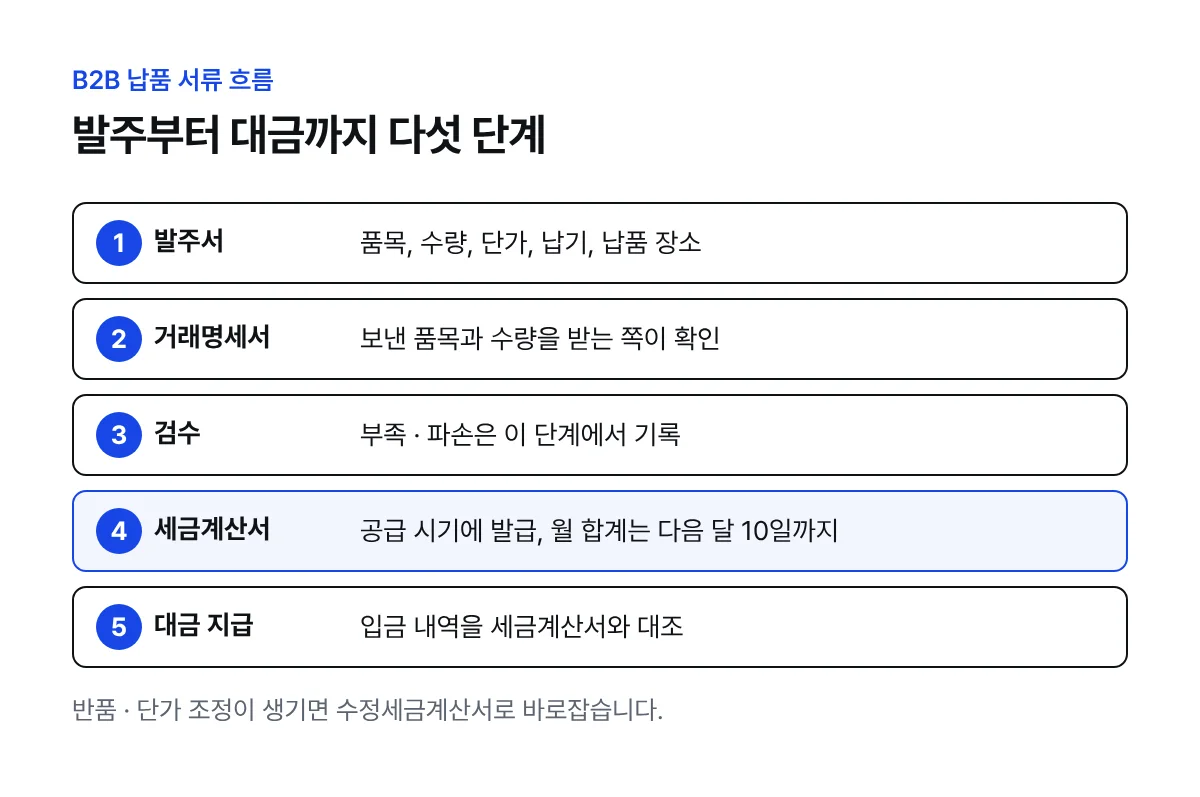 B2B 납품 서류 흐름
발주부터 대금까지 다섯 단계
1 발주서 품목, 수량, 단가, 납기, 납품 장소
2 거래명세서 보낸 품목과 수량을 받는 쪽이 확인
3 검수 부족 · 파손은 이 단계에서 기록
4 세금계산서 공급 시기에 발급, 월 합계는 다음 달 10일까지
5 대금 지급 입금 내역을 세금계산서와 대조
반품 · 단가 조정이 생기면 수정세금계산서로 바로잡습니다.